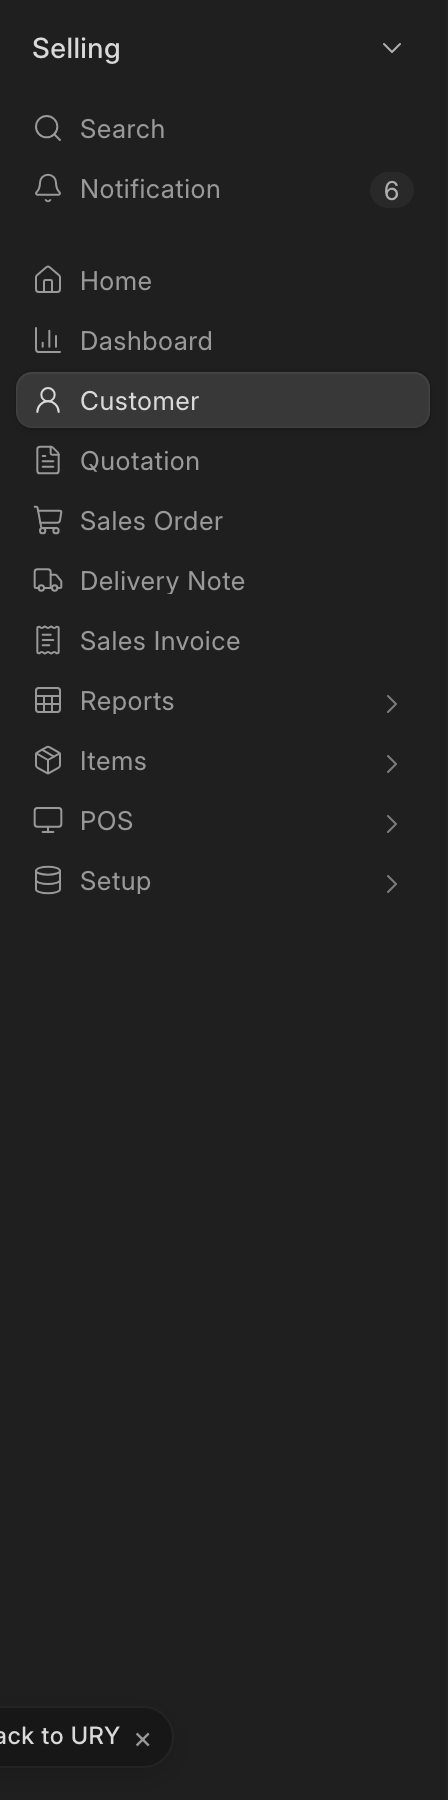 Selling
Search
Notification 6
Home
Dashboard
Customer
Quotation
Sales Order
Delivery Note
Sales Invoice
Reports
Items
POS
Setup
ack to URY ×